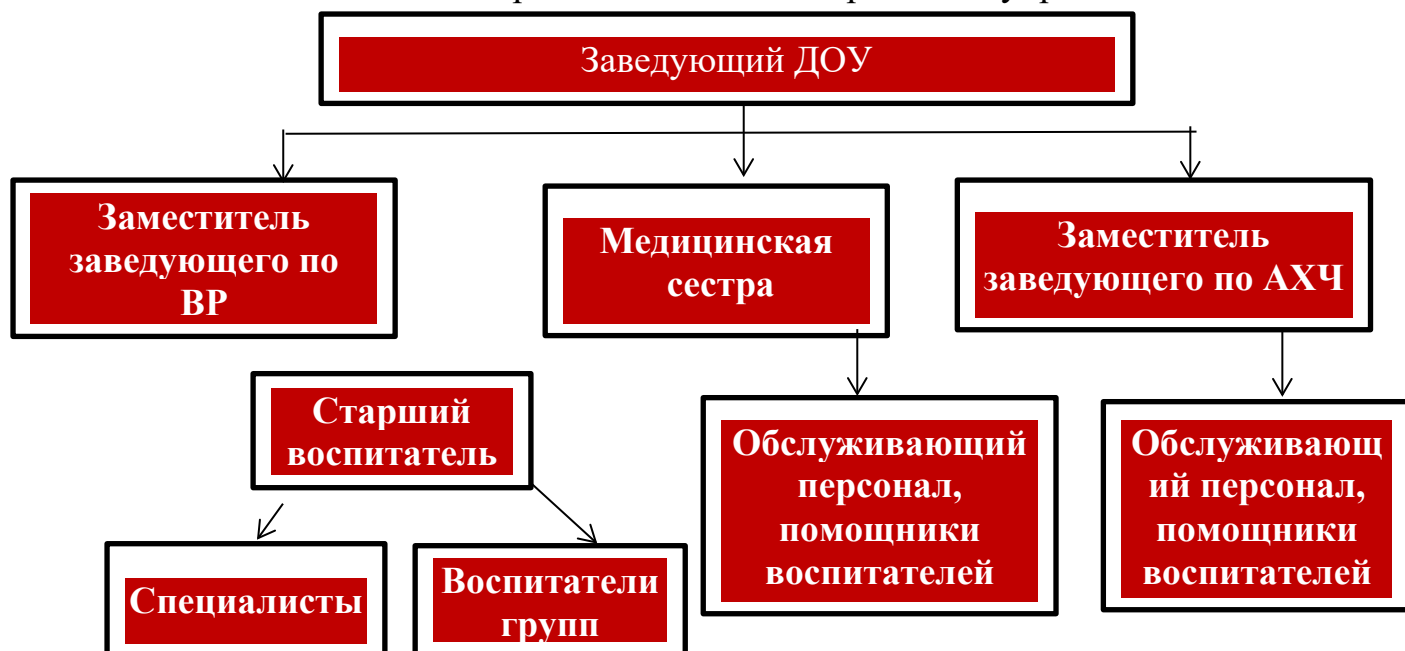 Заведующий ДОУ
Заместитель
заведующего по
ВР
Медицинская
сестра
Заместитель
заведующего по АХЧ
Старший
воспитатель
Обслуживающий
персонал,
помощники
воспитателей
Обслуживающ
ий персонал,
помощники
воспитателей
Специалисты
Воспитатели
групп